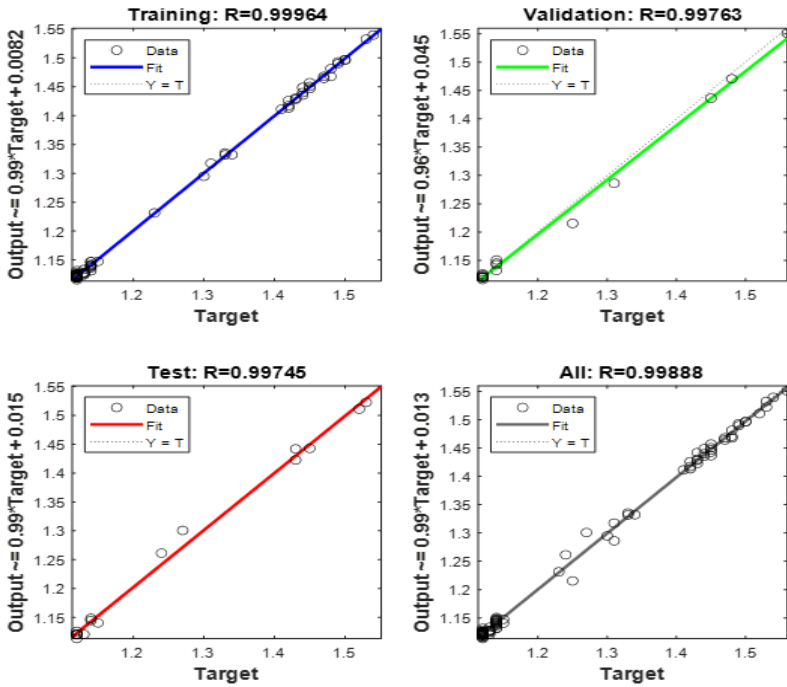 Training: R=0.99964
Output ~= 0.99*Target + 0.0082
1.55
1.5
1.45
1.4
1.35
1.3
1.25
1.2
1.15
Data
Fit
Y = T
1.2
1.3
1.4
1.5
Target
Validation: R=0.99763
Output ~= 0.96*Target + 0.045
1.55
1.5
1.45
1.4
1.35
1.3
1.25
1.2
1.15
Data
Fit
Y = T
1.2
1.3
1.4
1.5
Target
Test: R=0.99745
Output ~= 0.99*Target + 0.015
1.55
1.5
1.45
1.4
1.35
1.3
1.25
1.2
1.15
Data
Fit
Y = T
1.2
1.3
1.4
1.5
Target
All: R=0.99888
Output ~= 0.99*Target + 0.013
1.55
1.5
1.45
1.4
1.35
1.3
1.25
1.2
1.15
Data
Fit
Y = T
1.2
1.3
1.4
1.5
Target